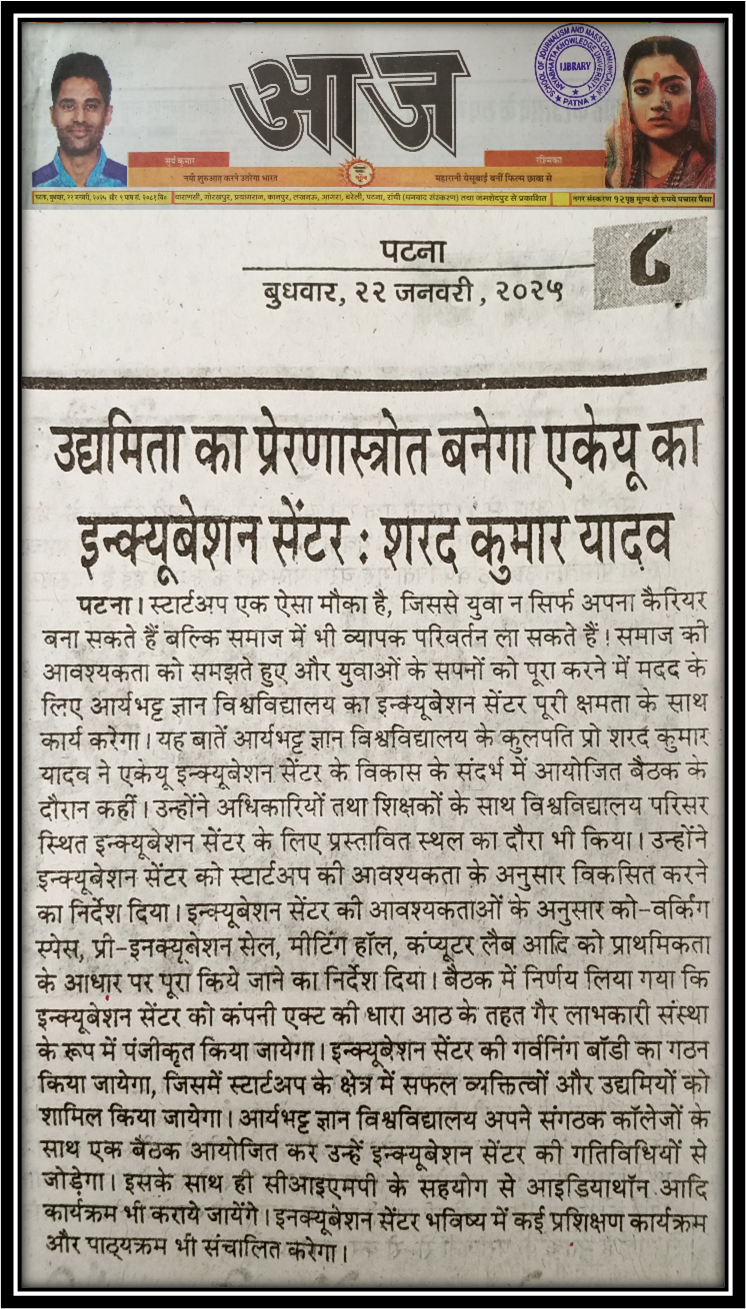 आज
SCHOOL OF JOURNALISM AND MASS COMMUNICATION
ARYABHATTA KNOWLEDGE UNIVERSITY
LIBRARY
★ PATNA ★
सूर्य कुमार
नयी शुरुआत करने उतरेगा भारत
रश्मिका
महारानी येसूबाई बनीं फिल्म छावा से
पटना, बुधवार, २२ जनवरी, २०२५
वाराणसी, गोरखपुर, प्रयागराज, कानपुर, लखनऊ, आगरा, बरेली, पटना, रांची (धनबाद संस्करण) तथा जमशेदपुर से प्रकाशित
नगर संस्करण १२ पृष्ठ मूल्य दो रुपये पचास पैसा
पटना
८
बुधवार, २२ जनवरी, २०२५
उद्यमिता का प्रेरणास्त्रोत बनेगा एकेयू का
इन्क्यूबेशन सेंटर : शरद कुमार यादव
पटना। स्टार्टअप एक ऐसा मौका है, जिससे युवा न सिर्फ अपना कैरियर
बना सकते हैं बल्कि समाज में भी व्यापक परिवर्तन ला सकते हैं ! समाज की
आवश्यकता को समझते हुए और युवाओं के सपनों को पूरा करने में मदद के
लिए आर्यभट्ट ज्ञान विश्वविद्यालय का इन्क्यूबेशन सेंटर पूरी क्षमता के साथ
कार्य करेगा। यह बातें आर्यभट्ट ज्ञान विश्वविद्यालय के कुलपति प्रो शरद कुमार
यादव ने एकेयू इन्क्यूबेशन सेंटर के विकास के संदर्भ में आयोजित बैठक के
दौरान कहीं। उन्होंने अधिकारियों तथा शिक्षकों के साथ विश्वविद्यालय परिसर
स्थित इन्क्यूबेशन सेंटर के लिए प्रस्तावित स्थल का दौरा भी किया। उन्होंने
इन्क्यूबेशन सेंटर को स्टार्टअप की आवश्यकता के अनुसार विकसित करने
का निर्देश दिया। इन्क्यूबेशन सेंटर की आवश्यकताओं के अनुसार को-वर्किंग
स्पेस, प्री-इनक्यूबेशन सेल, मीटिंग हॉल, कंप्यूटर लैब आदि को प्राथमिकता
के आधार पर पूरा किये जाने का निर्देश दिया। बैठक में निर्णय लिया गया कि
इन्क्यूबेशन सेंटर को कंपनी एक्ट की धारा आठ के तहत गैर लाभकारी संस्था
के रूप में पंजीकृत किया जायेगा। इन्क्यूबेशन सेंटर की गर्वनिंग बॉडी का गठन
किया जायेगा, जिसमें स्टार्टअप के क्षेत्र में सफल व्यक्तित्वों और उद्यमियों को
शामिल किया जायेगा। आर्यभट्ट ज्ञान विश्वविद्यालय अपने संगठक कॉलेजों के
साथ एक बैठक आयोजित कर उन्हें इन्क्यूबेशन सेंटर की गतिविधियों से
जोड़ेगा। इसके साथ ही सीआइएमपी के सहयोग से आइडियाथॉन आदि
कार्यक्रम भी कराये जायेंगे। इनक्यूबेशन सेंटर भविष्य में कई प्रशिक्षण कार्यक्रम
और पाठ्यक्रम भी संचालित करेगा।